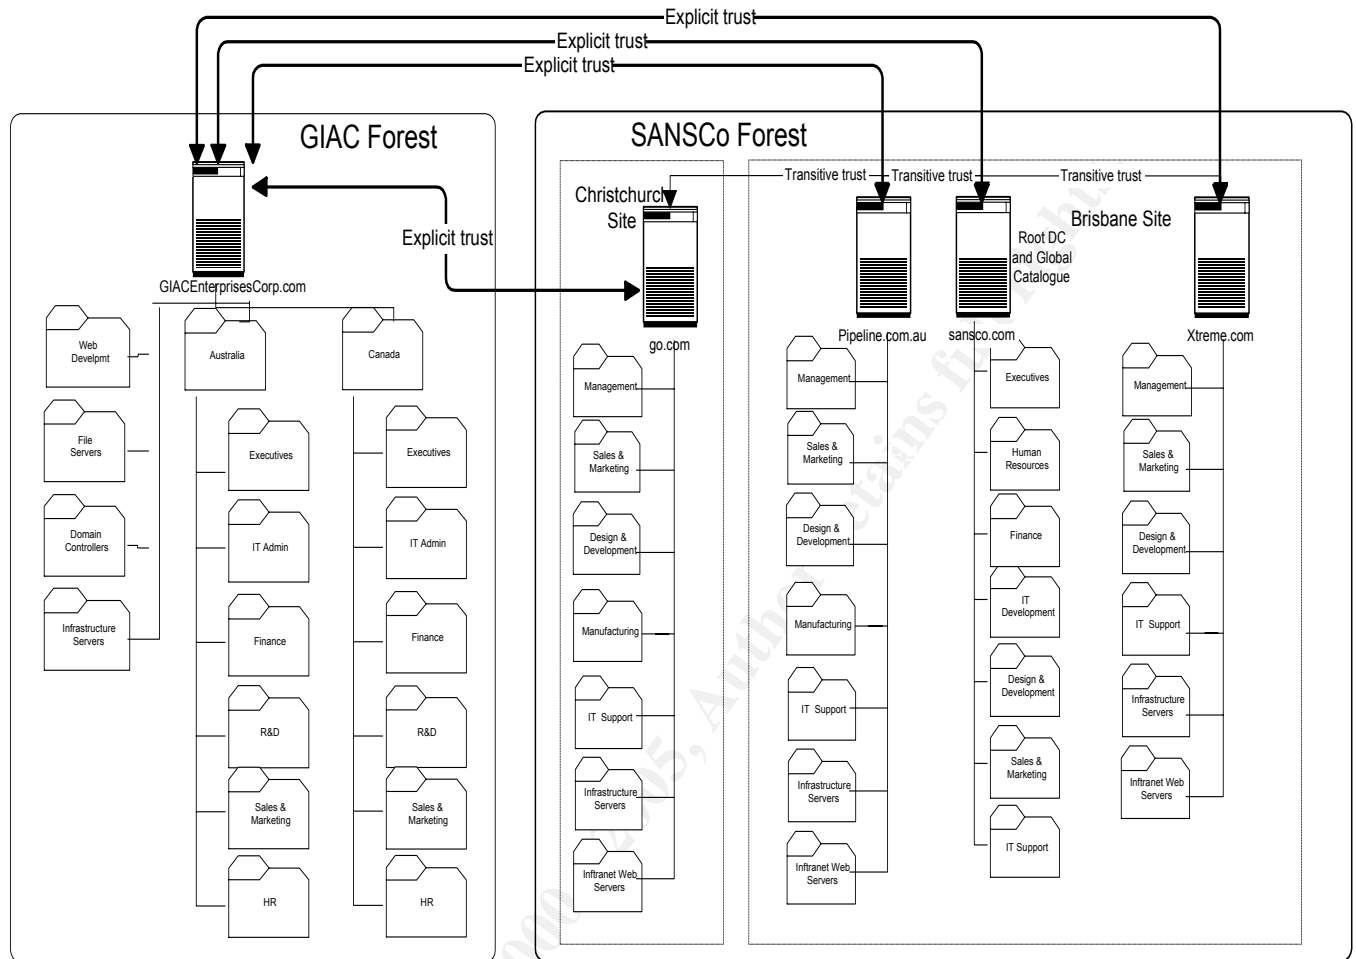 Explicit trust
Explicit trust
Explicit trust
GIAC Forest
SANSCo Forest
Transitive trust
Transitive trust
Transitive trust
Christchurch
Site
Brisbane Site
Explicit trust
Root DC
and Global
Catalogue
GIACEnterprisesCorp.com
go.com
Pipeline.com.au
sansco.com
Xtreme.com
Web
Develpmt
Australia
Canada
File
Servers
Domain
Controllers
Infrastructure
Servers
Executives
IT Admin
Finance
R&D
Sales &
Marketing
HR
Executives
IT Admin
Finance
R&D
Sales &
Marketing
HR
Management
Sales &
Marketing
Design &
Development
Manufacturing
IT Support
Infrastructure
Servers
Inftranet Web
Servers
Management
Sales &
Marketing
Design &
Development
Manufacturing
IT Support
Infrastructure
Servers
Inftranet Web
Servers
Executives
Human
Resources
Finance
IT
Development
Design &
Development
Sales &
Marketing
IT Support
Management
Sales &
Marketing
Design &
Development
IT Support
Infrastructure
Servers
Inftranet Web
Servers
2005, Author retains